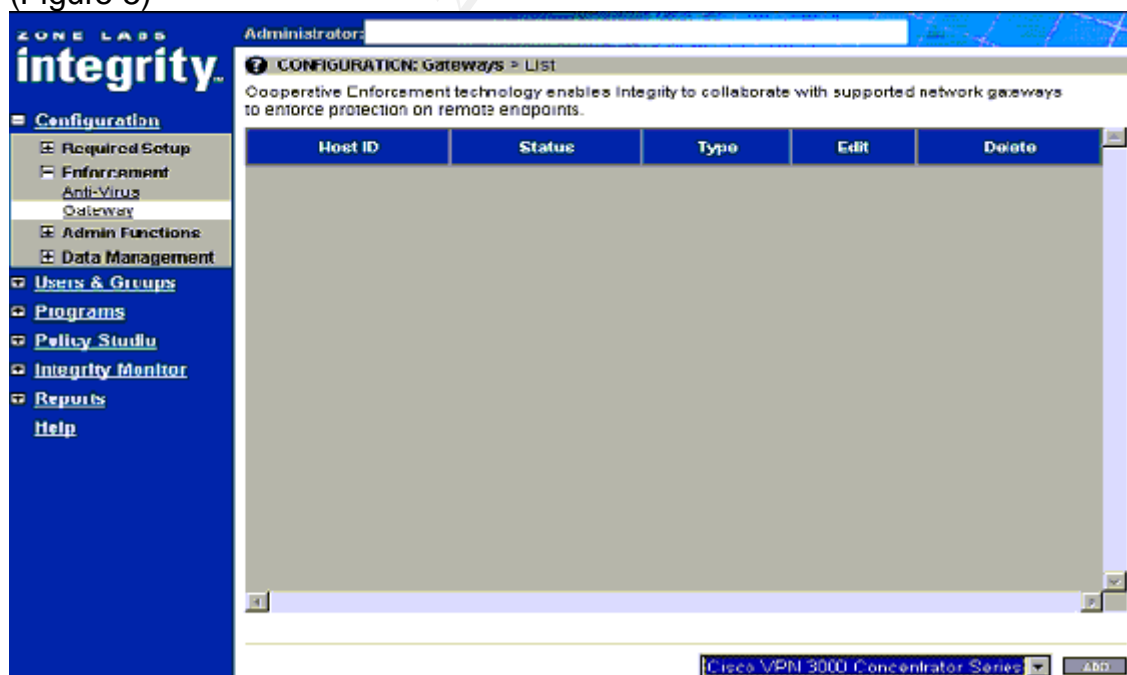 ZONE LABS
integrity
Administrator:
CONFIGURATION: Gateways > List
Cooperative Enforcement technology enables Integrity to collaborate with supported network gateways
to enforce protection on remote endpoints.
Configuration
Required Setup
Enforcement
Anti-Virus
Gateway
Admin Functions
Data Management
Users & Groups
Programs
Policy Studio
Integrity Monitor
Reports
Help
Host ID Status Type Edit Delete
Cisco VPN 3000 Concentrator Series ADD